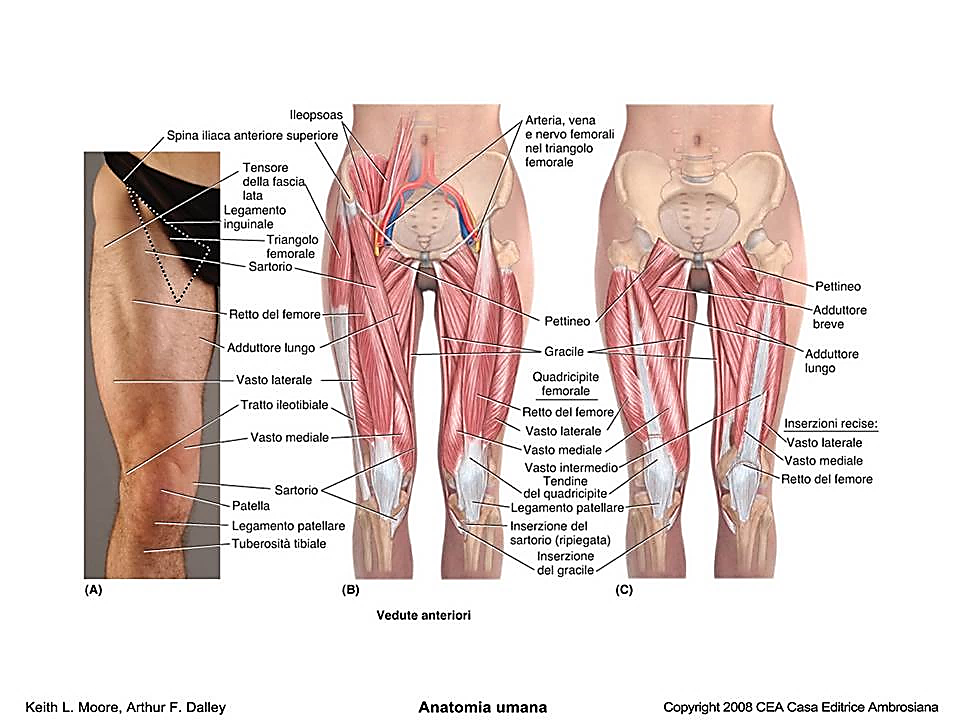 Ileopsoas
Spina iliaca anteriore superiore
Tensore
della fascia
lata
Legamento
inguinale
Triangolo
femorale
Sartorio
Retto del femore
Adduttore lungo
Vasto laterale
Tratto ileotibiale
Vasto mediale
Sartorio
Patella
Legamento patellare
Tuberosità tibiale
Arteria, vena
e nervo femorali
nel triangolo
femorale
Pettineo
Gracile
Quadricipite
femorale
Retto del femore
Vasto laterale
Vasto mediale
Vasto intermedio
Tendine
del quadricipite
Legamento patellare
Inserzione del
sartorio (ripiegata)
Inserzione
del gracile
Pettineo
Adduttore
breve
Adduttore
lungo
Inserzioni recise:
Vasto laterale
Vasto mediale
Retto del femore
(A)
(B)
(C)
Vedute anteriori
Keith L. Moore, Arthur F. Dalley
Anatomia umana
Copyright 2008 CEA Casa Editrice Ambrosiana